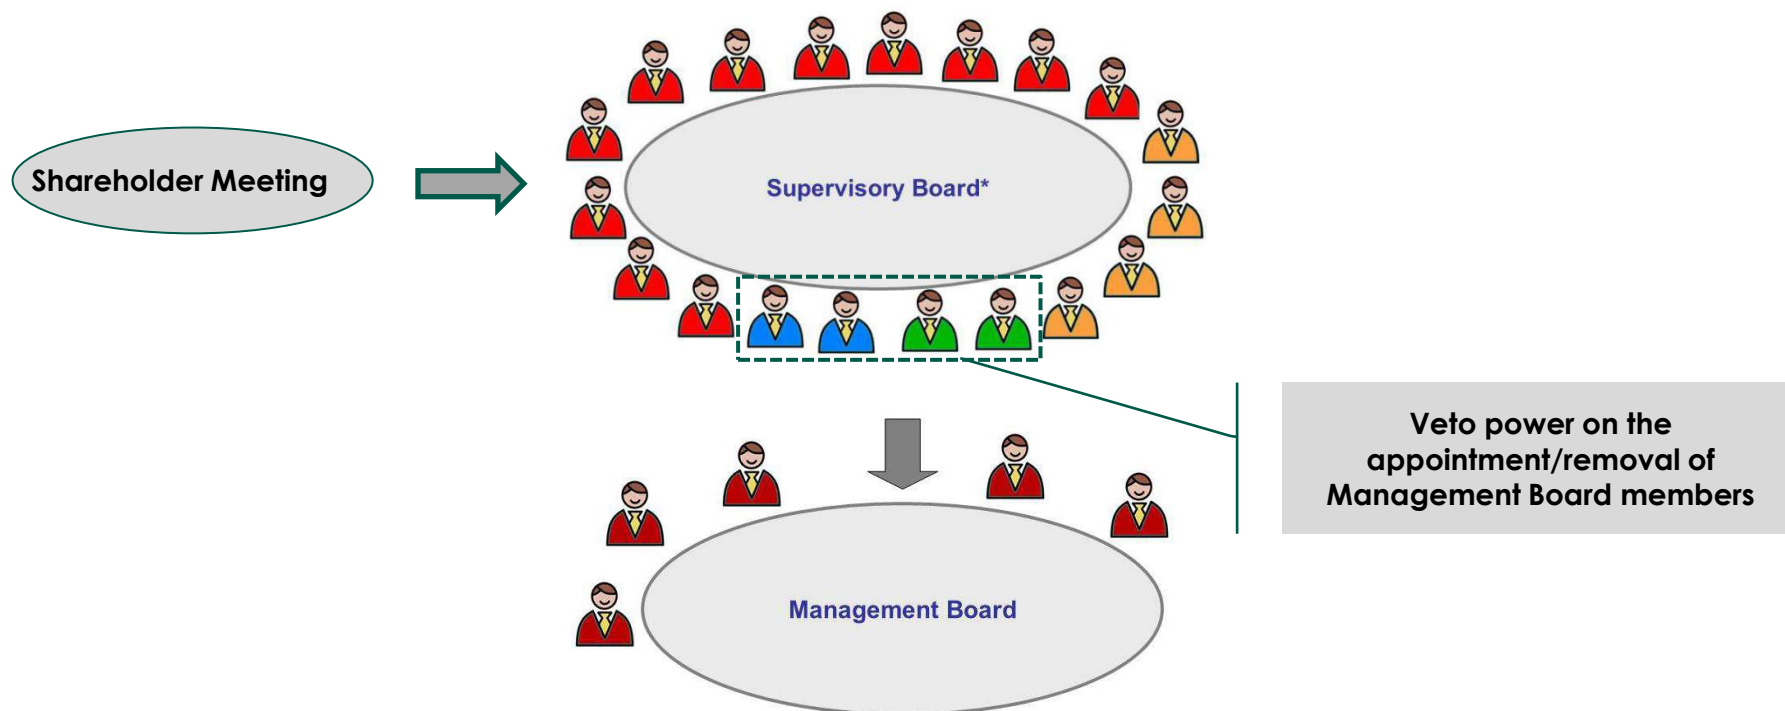 Shareholder Meeting
Supervisory Board*
Veto power on the
appointment/removal of
Management Board members
Management Board